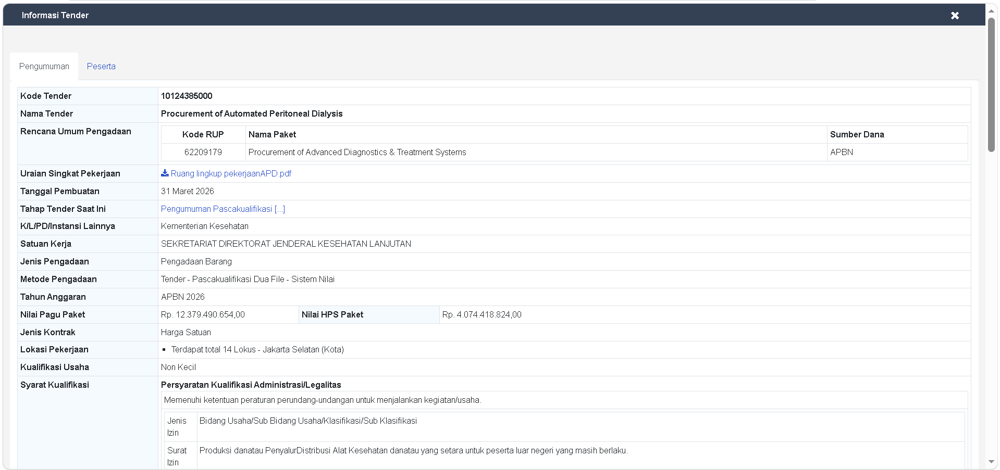 Informasi Tender
Pengumuman Peserta
Kode Tender 10124385000
Nama Tender Procurement of Automated Peritoneal Dialysis
Rencana Umum Pengadaan
Kode RUP Nama Paket Sumber Dana
62209179 Procurement of Advanced Diagnostics & Treatment Systems APBN
Uraian Singkat Pekerjaan Ruang lingkup pekerjaanAPD.pdf
Tanggal Pembuatan 31 Maret 2026
Tahap Tender Saat Ini Pengumuman Pascakualifikasi [...]
K/L/PD/Instansi Lainnya Kementerian Kesehatan
Satuan Kerja SEKRETARIAT DIREKTORAT JENDERAL KESEHATAN LANJUTAN
Jenis Pengadaan Pengadaan Barang
Metode Pengadaan Tender - Pascakualifikasi Dua File - Sistem Nilai
Tahun Anggaran APBN 2026
Nilai Pagu Paket Rp. 12.379.490.654,00 Nilai HPS Paket Rp. 4.074.418.824,00
Jenis Kontrak Harga Satuan
Lokasi Pekerjaan Terdapat total 14 Lokus - Jakarta Selatan (Kota)
Kualifikasi Usaha Non Kecil
Syarat Kualifikasi Persyaratan Kualifikasi Administrasi/Legalitas
Memenuhi ketentuan peraturan perundang-undangan untuk menjalankan kegiatan/usaha.
Jenis Izin Bidang Usaha/Sub Bidang Usaha/Klasifikasi/Sub Klasifikasi
Surat Izin Produksi danatau PenyalurDistribusi Alat Kesehatan danatau yang setara untuk peserta luar negeri yang masih berlaku.